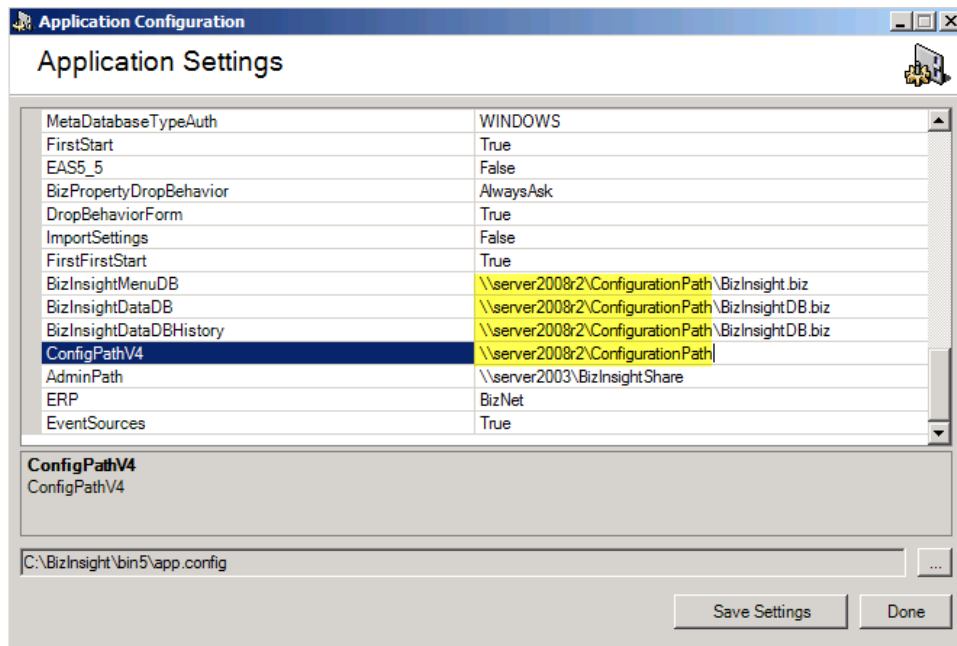 Application Configuration
Application Settings
MetaDatabaseTypeAuth WINDOWS
FirstStart True
EAS5_5 False
BizPropertyDropBehavior AlwaysAsk
DropBehaviorForm True
ImportSettings False
FirstFirstStart True
BizInsightMenuDB \\server2008r2\ConfigurationPath\BizInsight.biz
BizInsightDataDB \\server2008r2\ConfigurationPath\BizInsightDB.biz
BizInsightDataDBHistory \\server2008r2\ConfigurationPath\BizInsightDB.biz
ConfigPathV4 \\server2008r2\ConfigurationPath
AdminPath \\server2003\BizInsightShare
ERP BizNet
EventSources True
ConfigPathV4
ConfigPathV4
C:\BizInsight\bin5\app.config ...
Save Settings Done